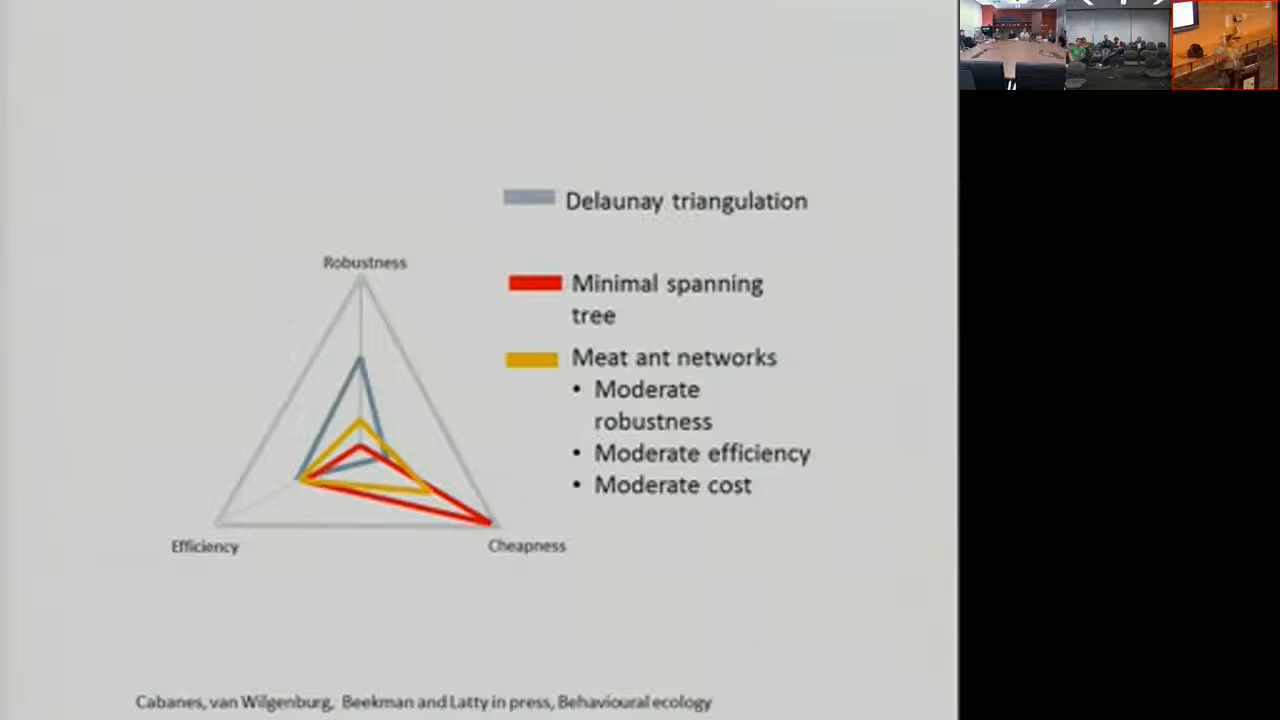 Delaunay triangulation
Robustness
Minimal spanning
tree
Meat ant networks
• Moderate
robustness
• Moderate efficiency
• Moderate cost
Efficiency
Cheapness
Cabanes, van Wilgenburg, Beekman and Latty in press, Behavioural ecology